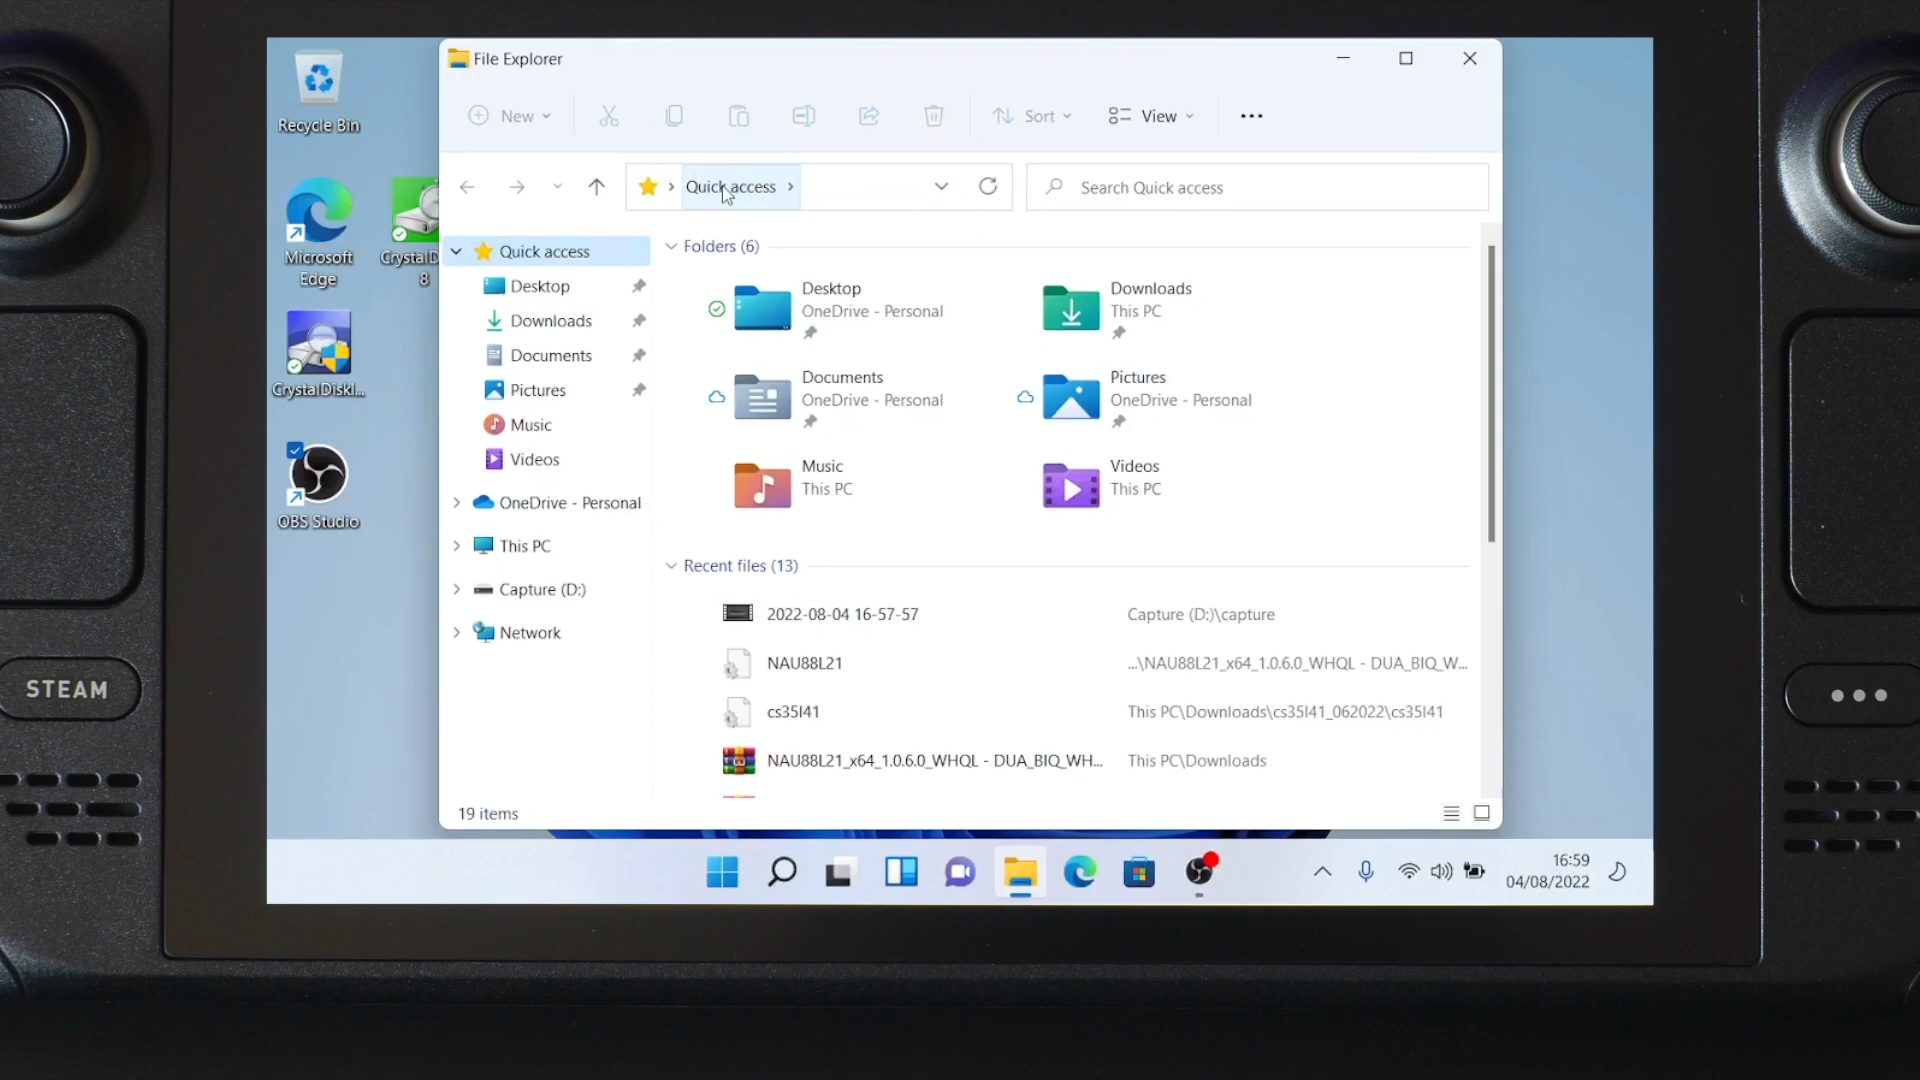 Recycle Bin
Microsoft
Edge
CrystalD
8
CrystalDiskI...
OBS Studio
File Explorer
New
Sort
View
Quick access
Search Quick access
Quick access
Desktop
Downloads
Documents
Pictures
Music
Videos
OneDrive - Personal
This PC
Capture (D:)
Network
Folders (6)
Desktop
OneDrive - Personal
Downloads
This PC
Documents
OneDrive - Personal
Pictures
OneDrive - Personal
Music
This PC
Videos
This PC
Recent files (13)
2022-08-04 16-57-57 Capture (D:)\capture
NAU88L21 ...\NAU88L21_x64_1.0.6.0_WHQL - DUA_BIQ_W...
cs35l41 This PC\Downloads\cs35l41_062022\cs35l41
NAU88L21_x64_1.0.6.0_WHQL - DUA_BIQ_WH... This PC\Downloads
19 items
16:59
04/08/2022
STEAM